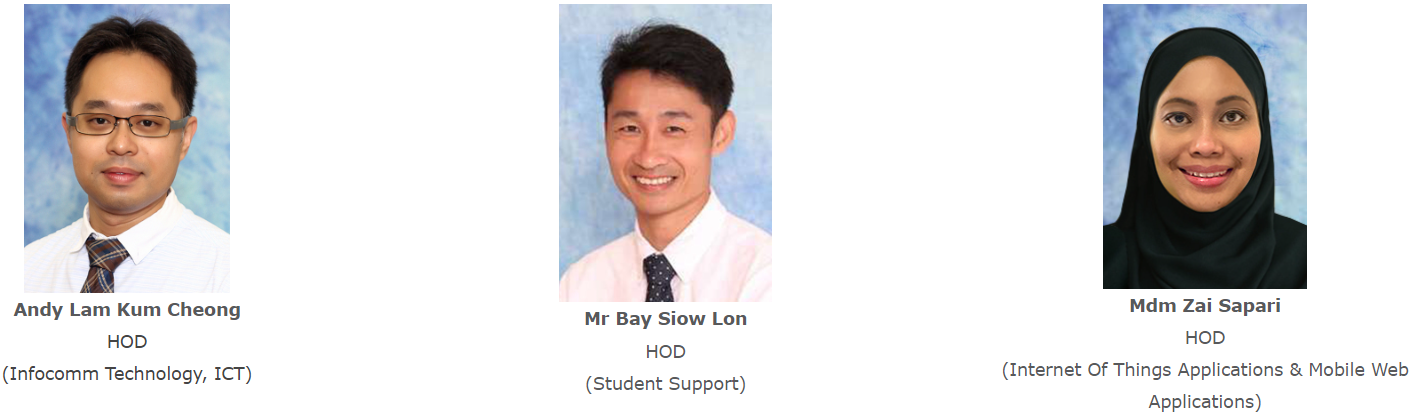 Andy Lam Kum Cheong
HOD
(Infocomm Technology, ICT)
Mr Bay Siow Lon
HOD
(Student Support)
Mdm Zai Sapari
HOD
(Internet Of Things Applications & Mobile Web
Applications)